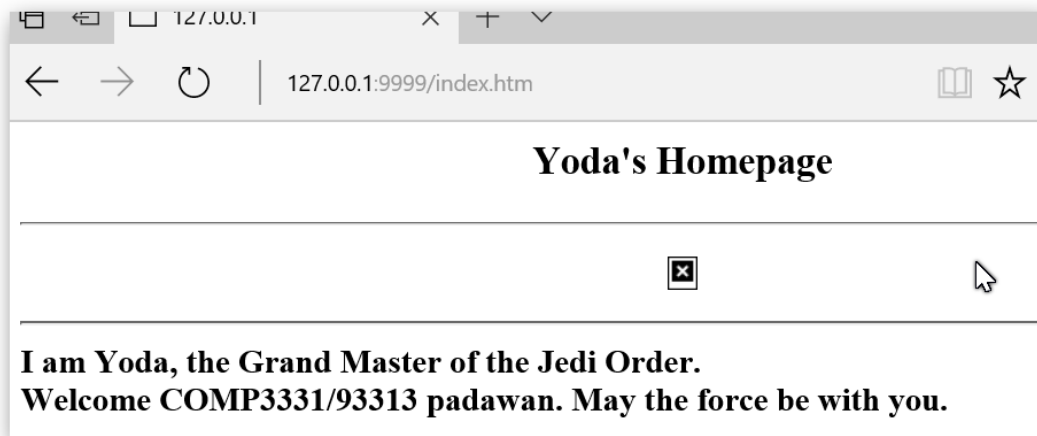 127.0.0.1
127.0.0.1:9999/index.htm
Yoda's Homepage
I am Yoda, the Grand Master of the Jedi Order.
Welcome COMP3331/93313 padawan. May the force be with you.